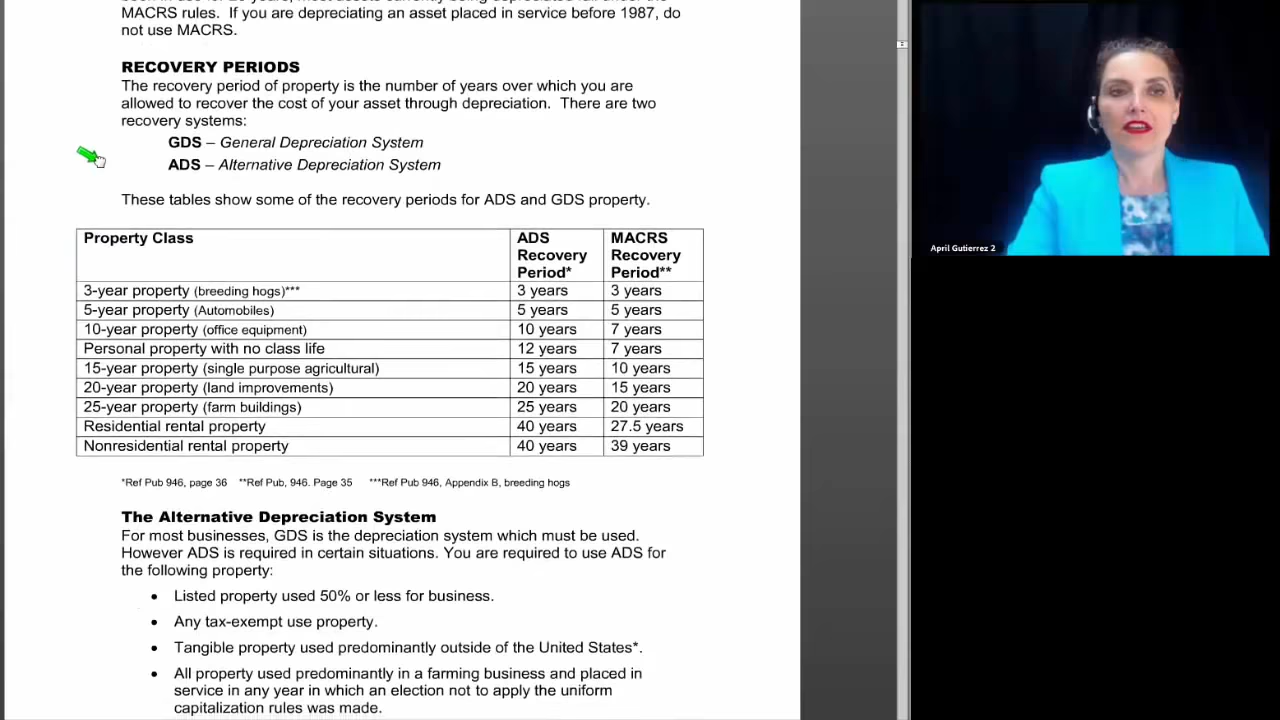 MACRS rules. If you are depreciating an asset placed in service before 1987, do
not use MACRS.
RECOVERY PERIODS
The recovery period of property is the number of years over which you are
allowed to recover the cost of your asset through depreciation. There are two
recovery systems:
GDS – General Depreciation System
ADS – Alternative Depreciation System
These tables show some of the recovery periods for ADS and GDS property.
Property Class ADS Recovery Period* MACRS Recovery Period**
3-year property (breeding hogs)*** 3 years 3 years
5-year property (Automobiles) 5 years 5 years
10-year property (office equipment) 10 years 7 years
Personal property with no class life 12 years 7 years
15-year property (single purpose agricultural) 15 years 10 years
20-year property (land improvements) 20 years 15 years
25-year property (farm buildings) 25 years 20 years
Residential rental property 40 years 27.5 years
Nonresidential rental property 40 years 39 years
*Ref Pub 946, page 36 **Ref Pub, 946. Page 35 ***Ref Pub 946, Appendix B, breeding hogs
The Alternative Depreciation System
For most businesses, GDS is the depreciation system which must be used.
However ADS is required in certain situations. You are required to use ADS for
the following property:
• Listed property used 50% or less for business.
• Any tax-exempt use property.
• Tangible property used predominantly outside of the United States*.
• All property used predominantly in a farming business and placed in
service in any year in which an election not to apply the uniform
capitalization rules was made.
April Gutierrez 2